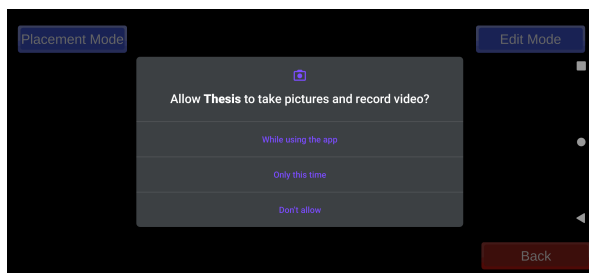 Placement Mode
Edit Mode
Allow Thesis to take pictures and record video?
While using the app
Only this time
Don't allow
Back